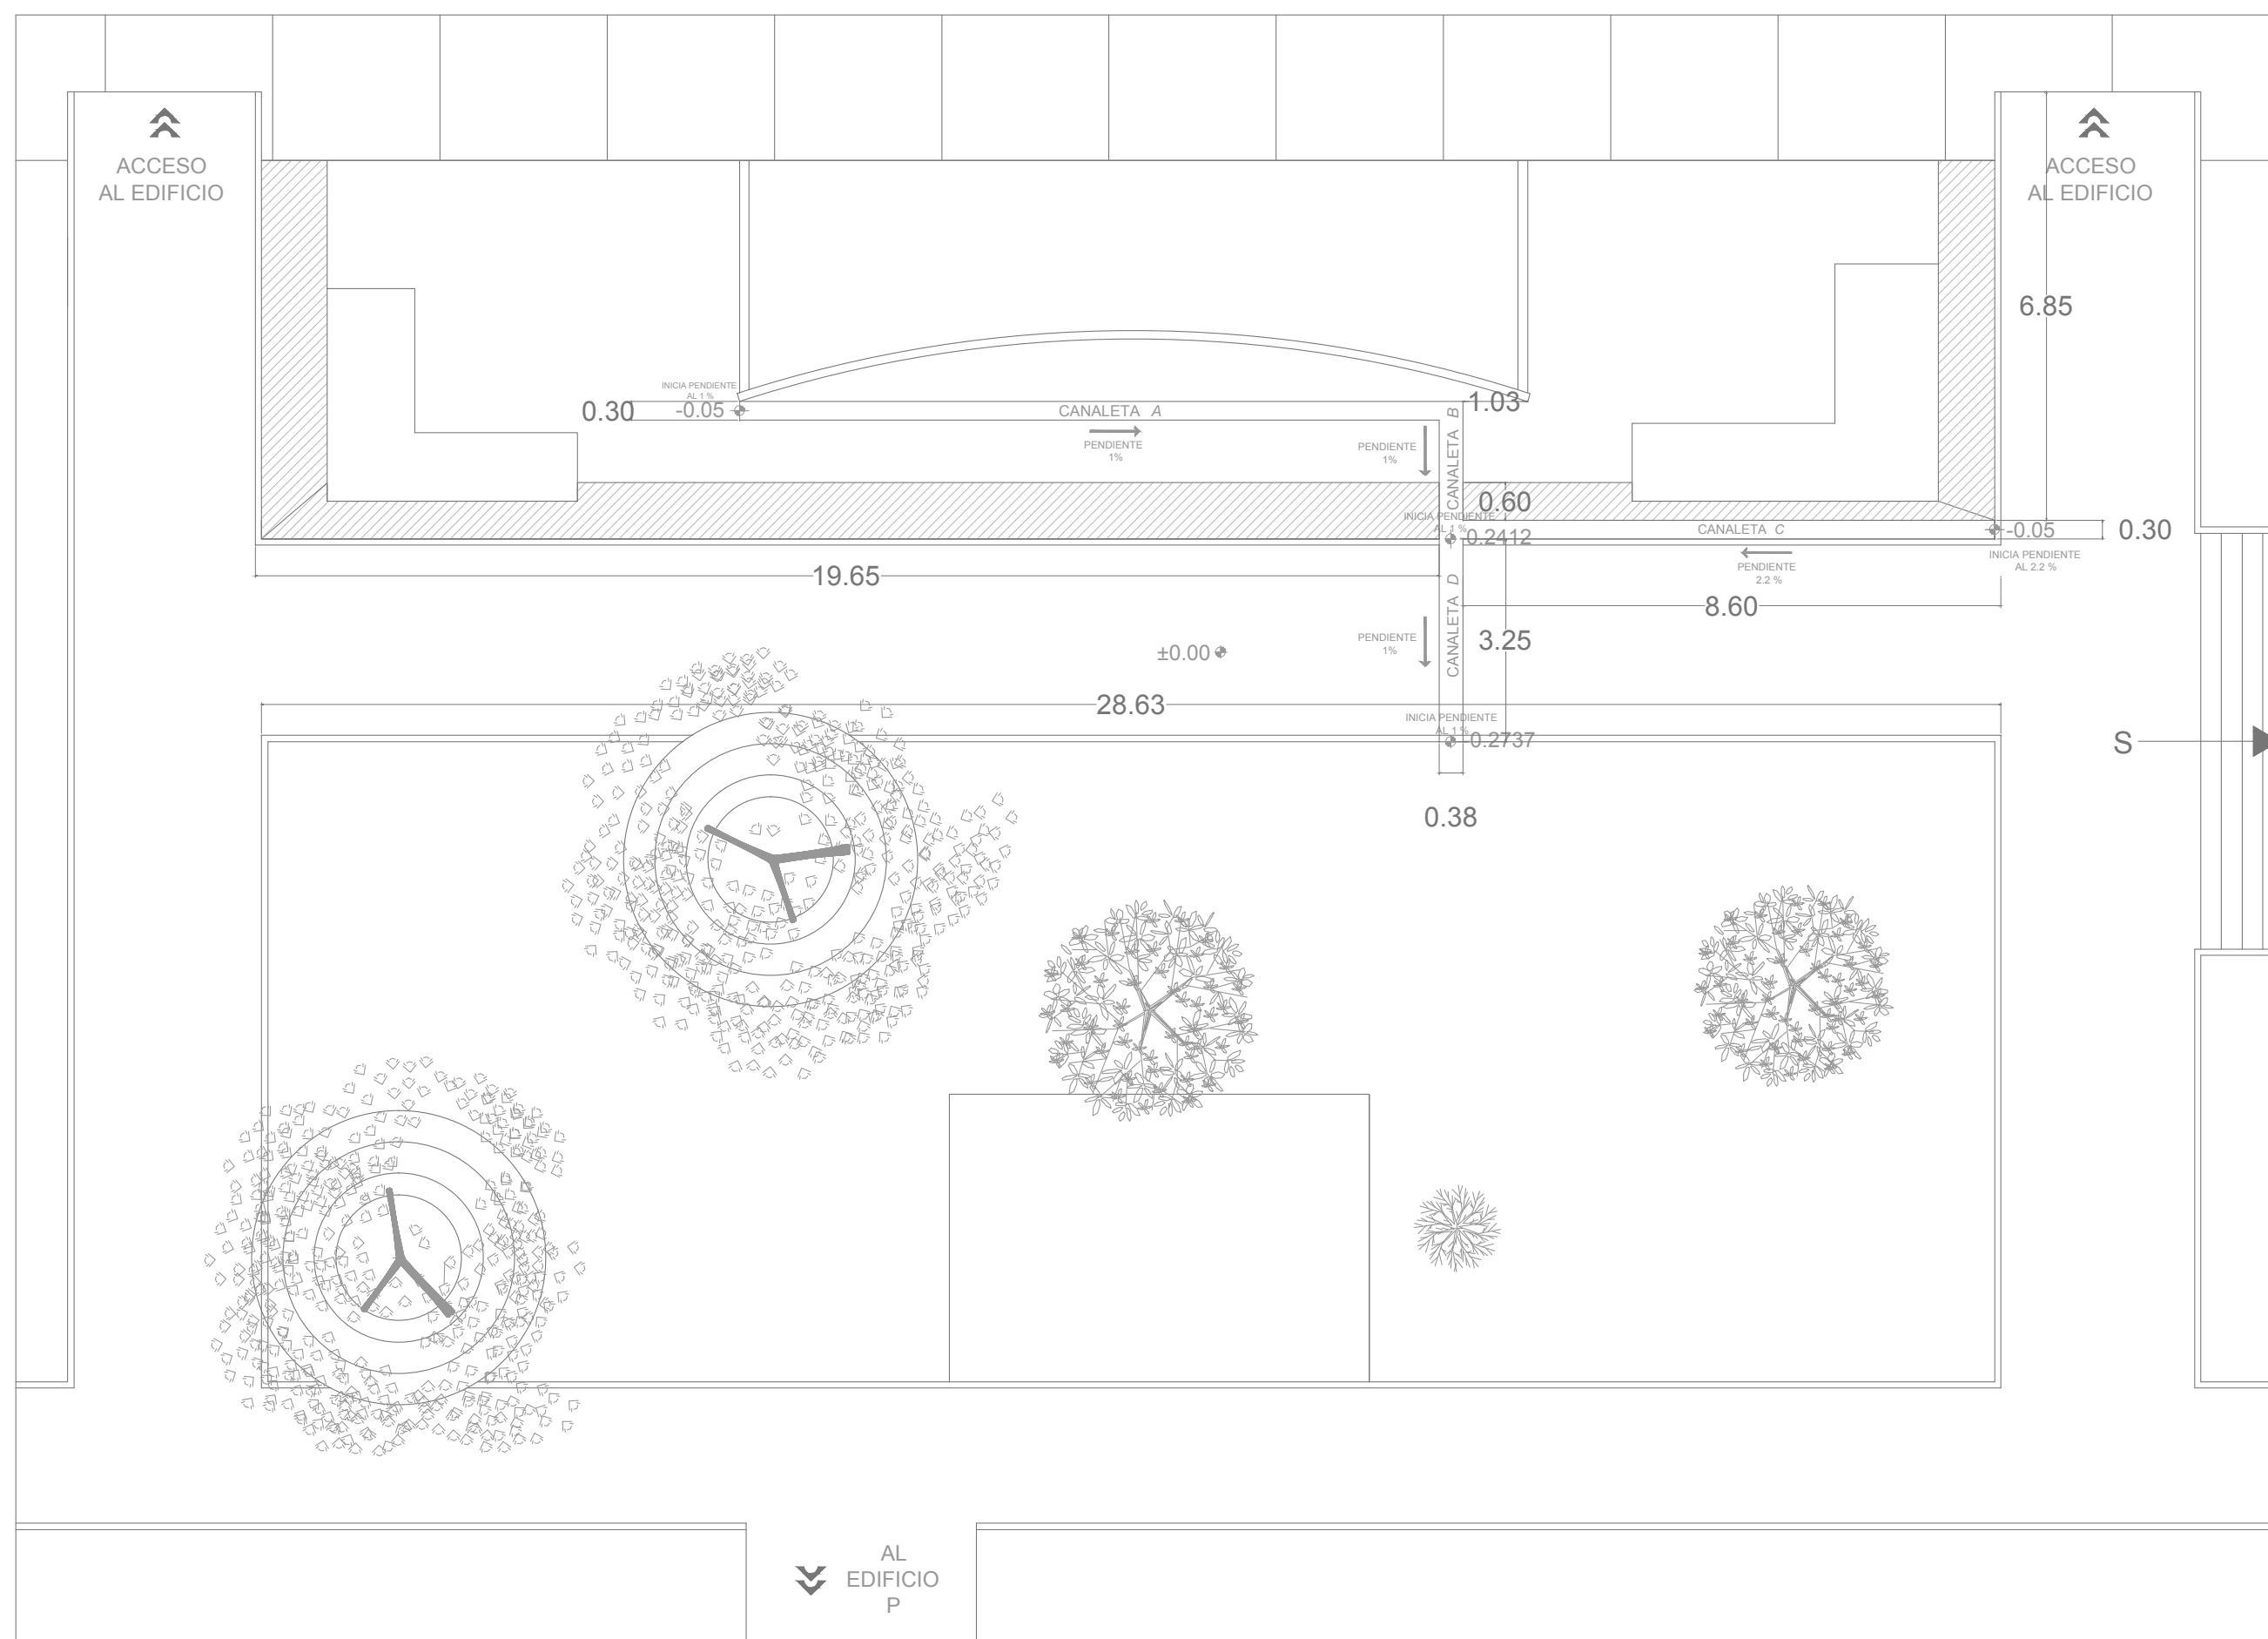 ACCESO
AL EDIFICIO
ACCESO
AL EDIFICIO
6.85
INICIA PENDIENTE
AL 1 %
0.30
-0.05
CANALETA A
1.03
PENDIENTE
1%
PENDIENTE
1%
CANALETA B
0.60
INICIA PENDIENTE
AL 1 %
-0.2412
CANALETA C
-0.05
0.30
INICIA PENDIENTE
AL 2.2 %
PENDIENTE
2.2 %
19.65
8.60
CANALETA D
PENDIENTE
1%
3.25
±0.00
28.63
INICIA PENDIENTE
AL 1 %
-0.2737
S
0.38
AL
EDIFICIO
P